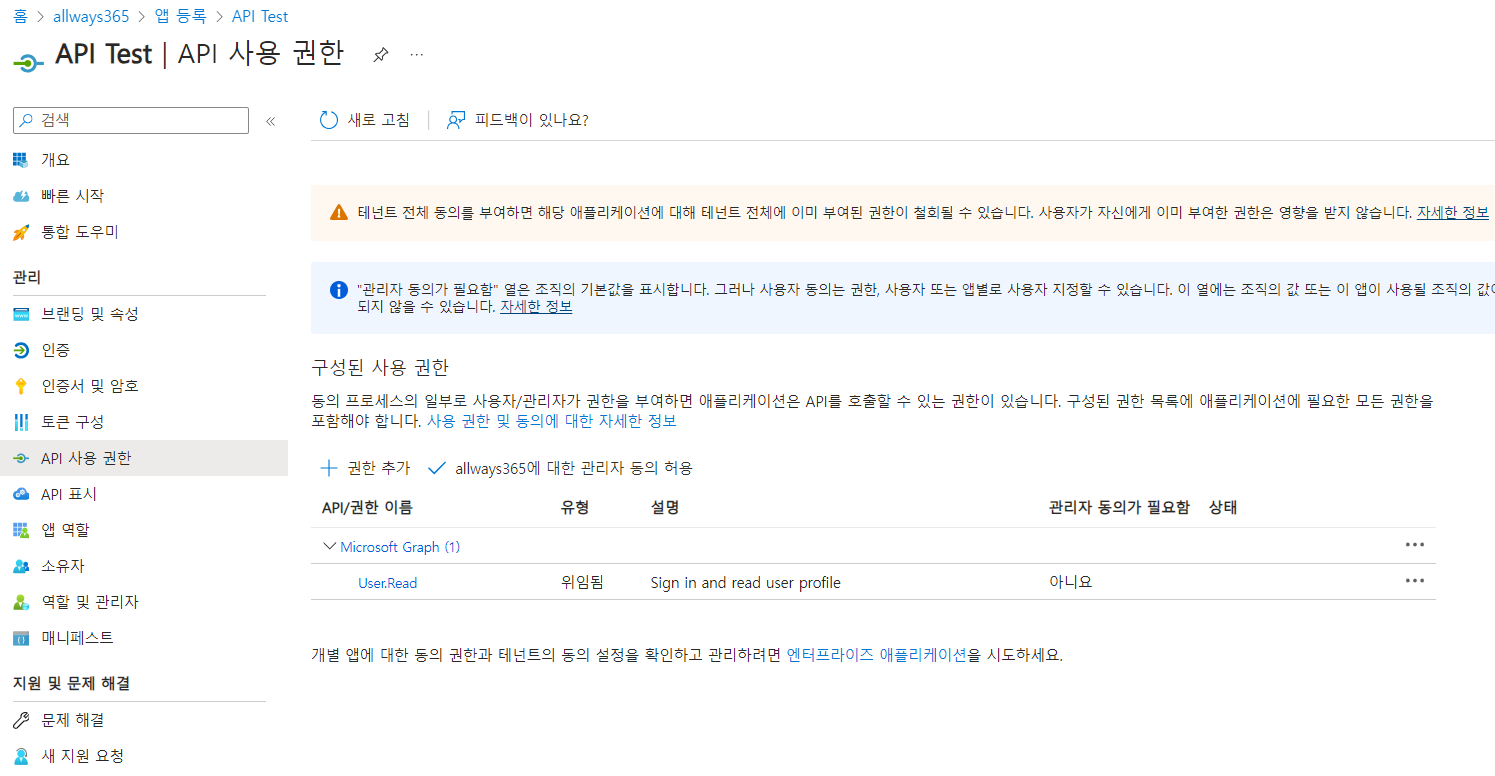 홈 > allways365 > 앱 등록 > API Test
API Test | API 사용 권한 ···
검색
«
새로 고침
피드백이 있나요?
개요
빠른 시작
통합 도우미
관리
브랜딩 및 속성
인증
인증서 및 암호
토큰 구성
API 사용 권한
API 표시
앱 역할
소유자
역할 및 관리자
매니페스트
지원 및 문제 해결
문제 해결
새 지원 요청
테넌트 전체 동의를 부여하면 해당 애플리케이션에 대해 테넌트 전체에 이미 부여된 권한이 철회될 수 있습니다. 사용자가 자신에게 이미 부여한 권한은 영향을 받지 않습니다. 자세한 정보
"관리자 동의가 필요함" 열은 조직의 기본값을 표시합니다. 그러나 사용자 동의는 권한, 사용자 또는 앱별로 사용자 지정할 수 있습니다. 이 열에는 조직의 값 또는 이 앱이 사용될 조직의
되지 않을 수 있습니다. 자세한 정보
구성된 사용 권한
동의 프로세스의 일부로 사용자/관리자가 권한을 부여하면 애플리케이션은 API를 호출할 수 있는 권한이 있습니다. 구성된 권한 목록에 애플리케이션에 필요한 모든 권한을
포함해야 합니다. 사용 권한 및 동의에 대한 자세한 정보
권한 추가 allways365에 대한 관리자 동의 허용
API/권한 이름 유형 설명 관리자 동의가 필요함 상태
Microsoft Graph (1) ···
User.Read 위임됨 Sign in and read user profile 아니요 ···
개별 앱에 대한 동의 권한과 테넌트의 동의 설정을 확인하고 관리하려면 엔터프라이즈 애플리케이션을 시도하세요.